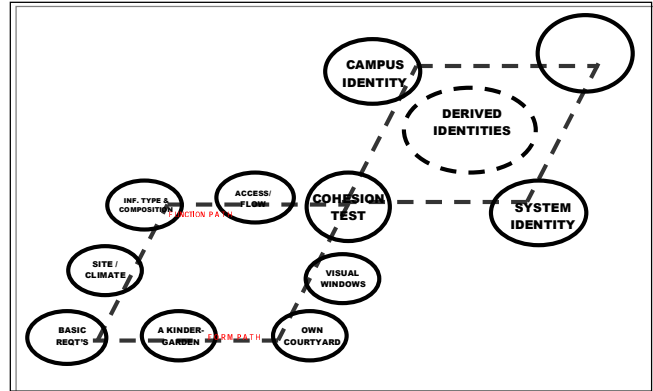 CAMPUS
IDENTITY
DERIVED
IDENTITIES
INF. TYPE &
COMPOSITION
FUNCTION PATH
ACCESS/
FLOW
COHESION
TEST
SYSTEM
IDENTITY
SITE /
CLIMATE
VISUAL
WINDOWS
BASIC
REQT'S
A KINDER-
GARDEN
FORM PATH
OWN
COURTYARD